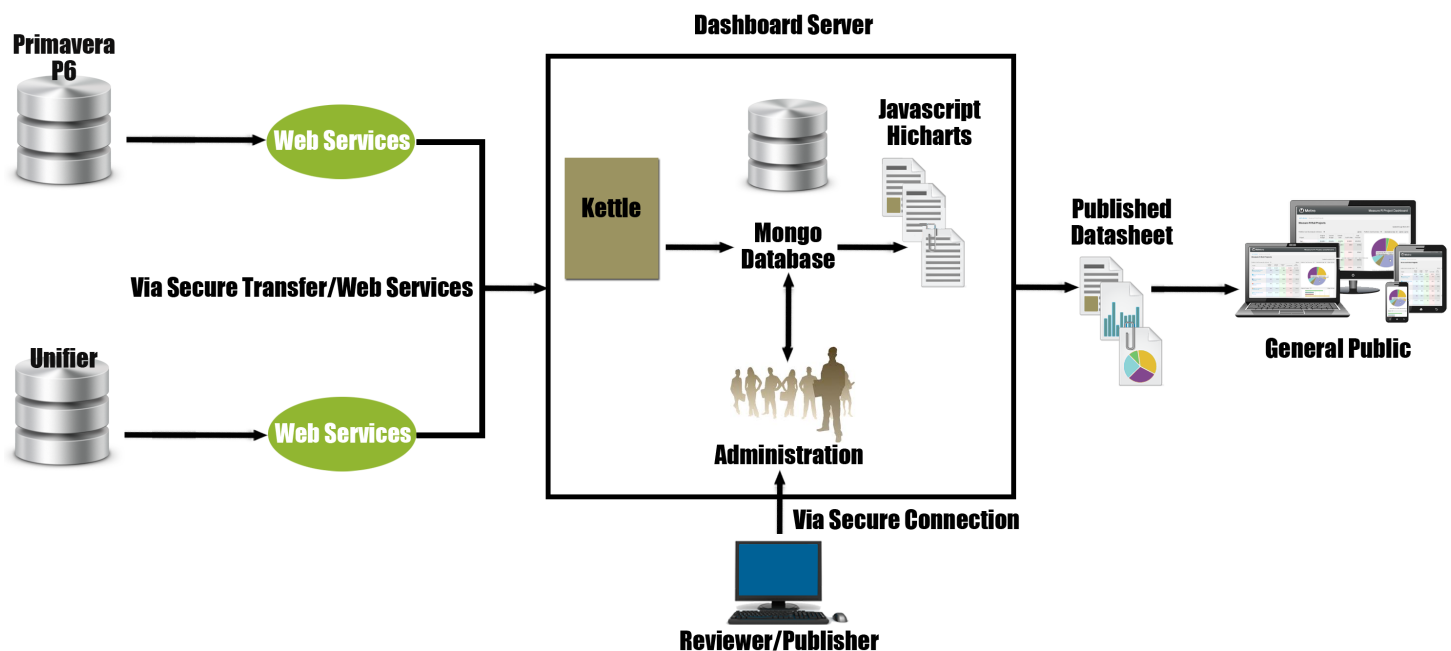 Dashboard Server
Primavera
P6
Web Services
Javascript
Hicharts
Kettle
Mongo
Database
Published
Datasheet
Via Secure Transfer/Web Services
General Public
Unifier
Web Services
Administration
Via Secure Connection
Reviewer/Publisher